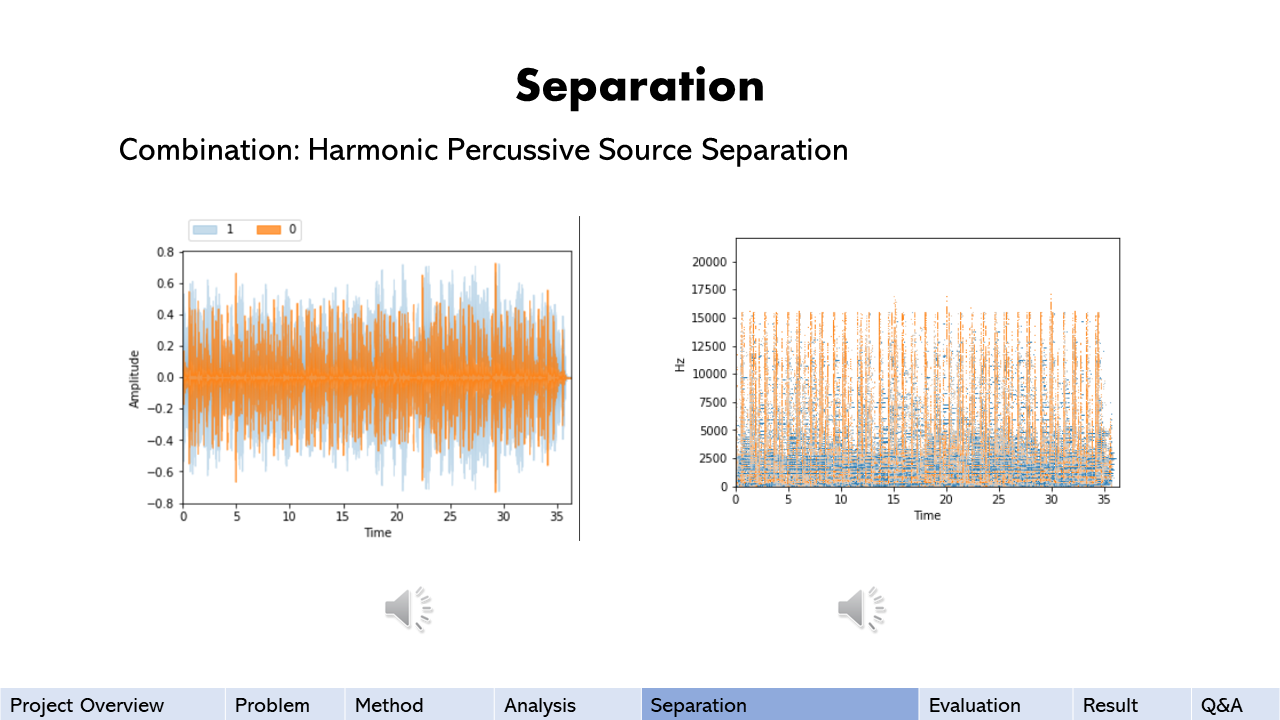 Separation
Combination: Harmonic Percussive Source Separation
1 0
0.8
0.6
0.4
0.2
0.0
−0.2
−0.4
−0.6
−0.8
Amplitude
0 5 10 15 20 25 30 35
Time
20000
17500
15000
12500
10000
7500
5000
2500
0
Hz
0 5 10 15 20 25 30 35
Time
Project Overview Problem Method Analysis Separation Evaluation Result Q&A